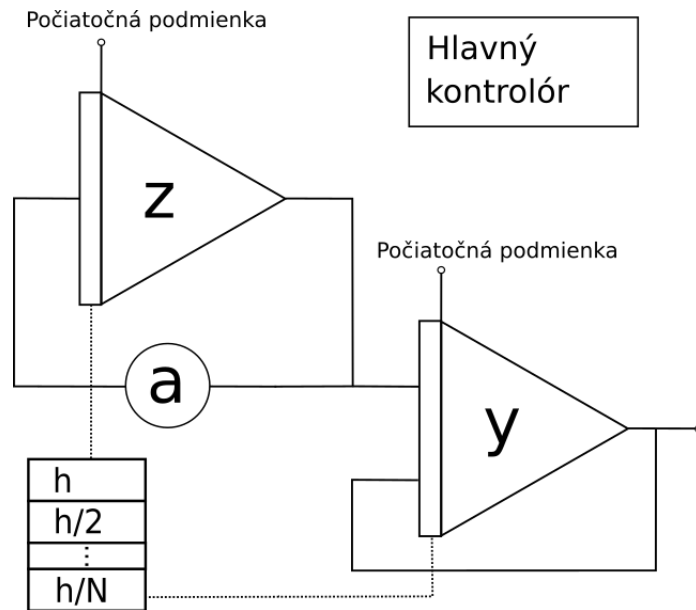 Počiatočná podmienka
Hlavný
kontrolór
z
Počiatočná podmienka
a
y
h
h/2
⋮
h/N